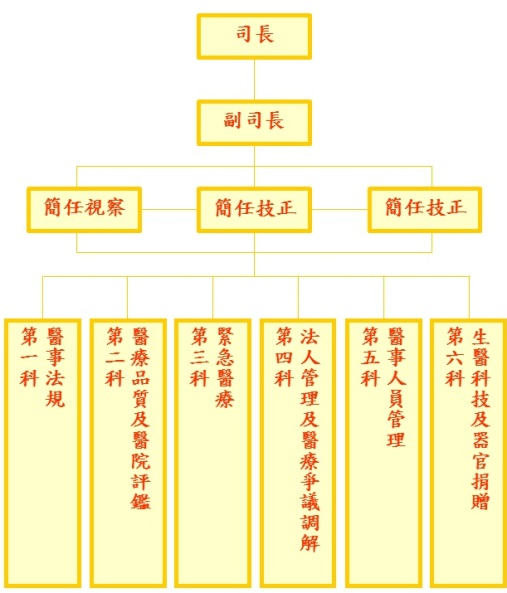 司長
副司長
簡任視察
簡任技正
簡任技正
第一科
醫事法規
第二科
醫療品質及醫院評鑑
第三科
緊急醫療
第四科
法人管理及醫療爭議調解
第五科
醫事人員管理
第六科
生醫科技及器官捐贈